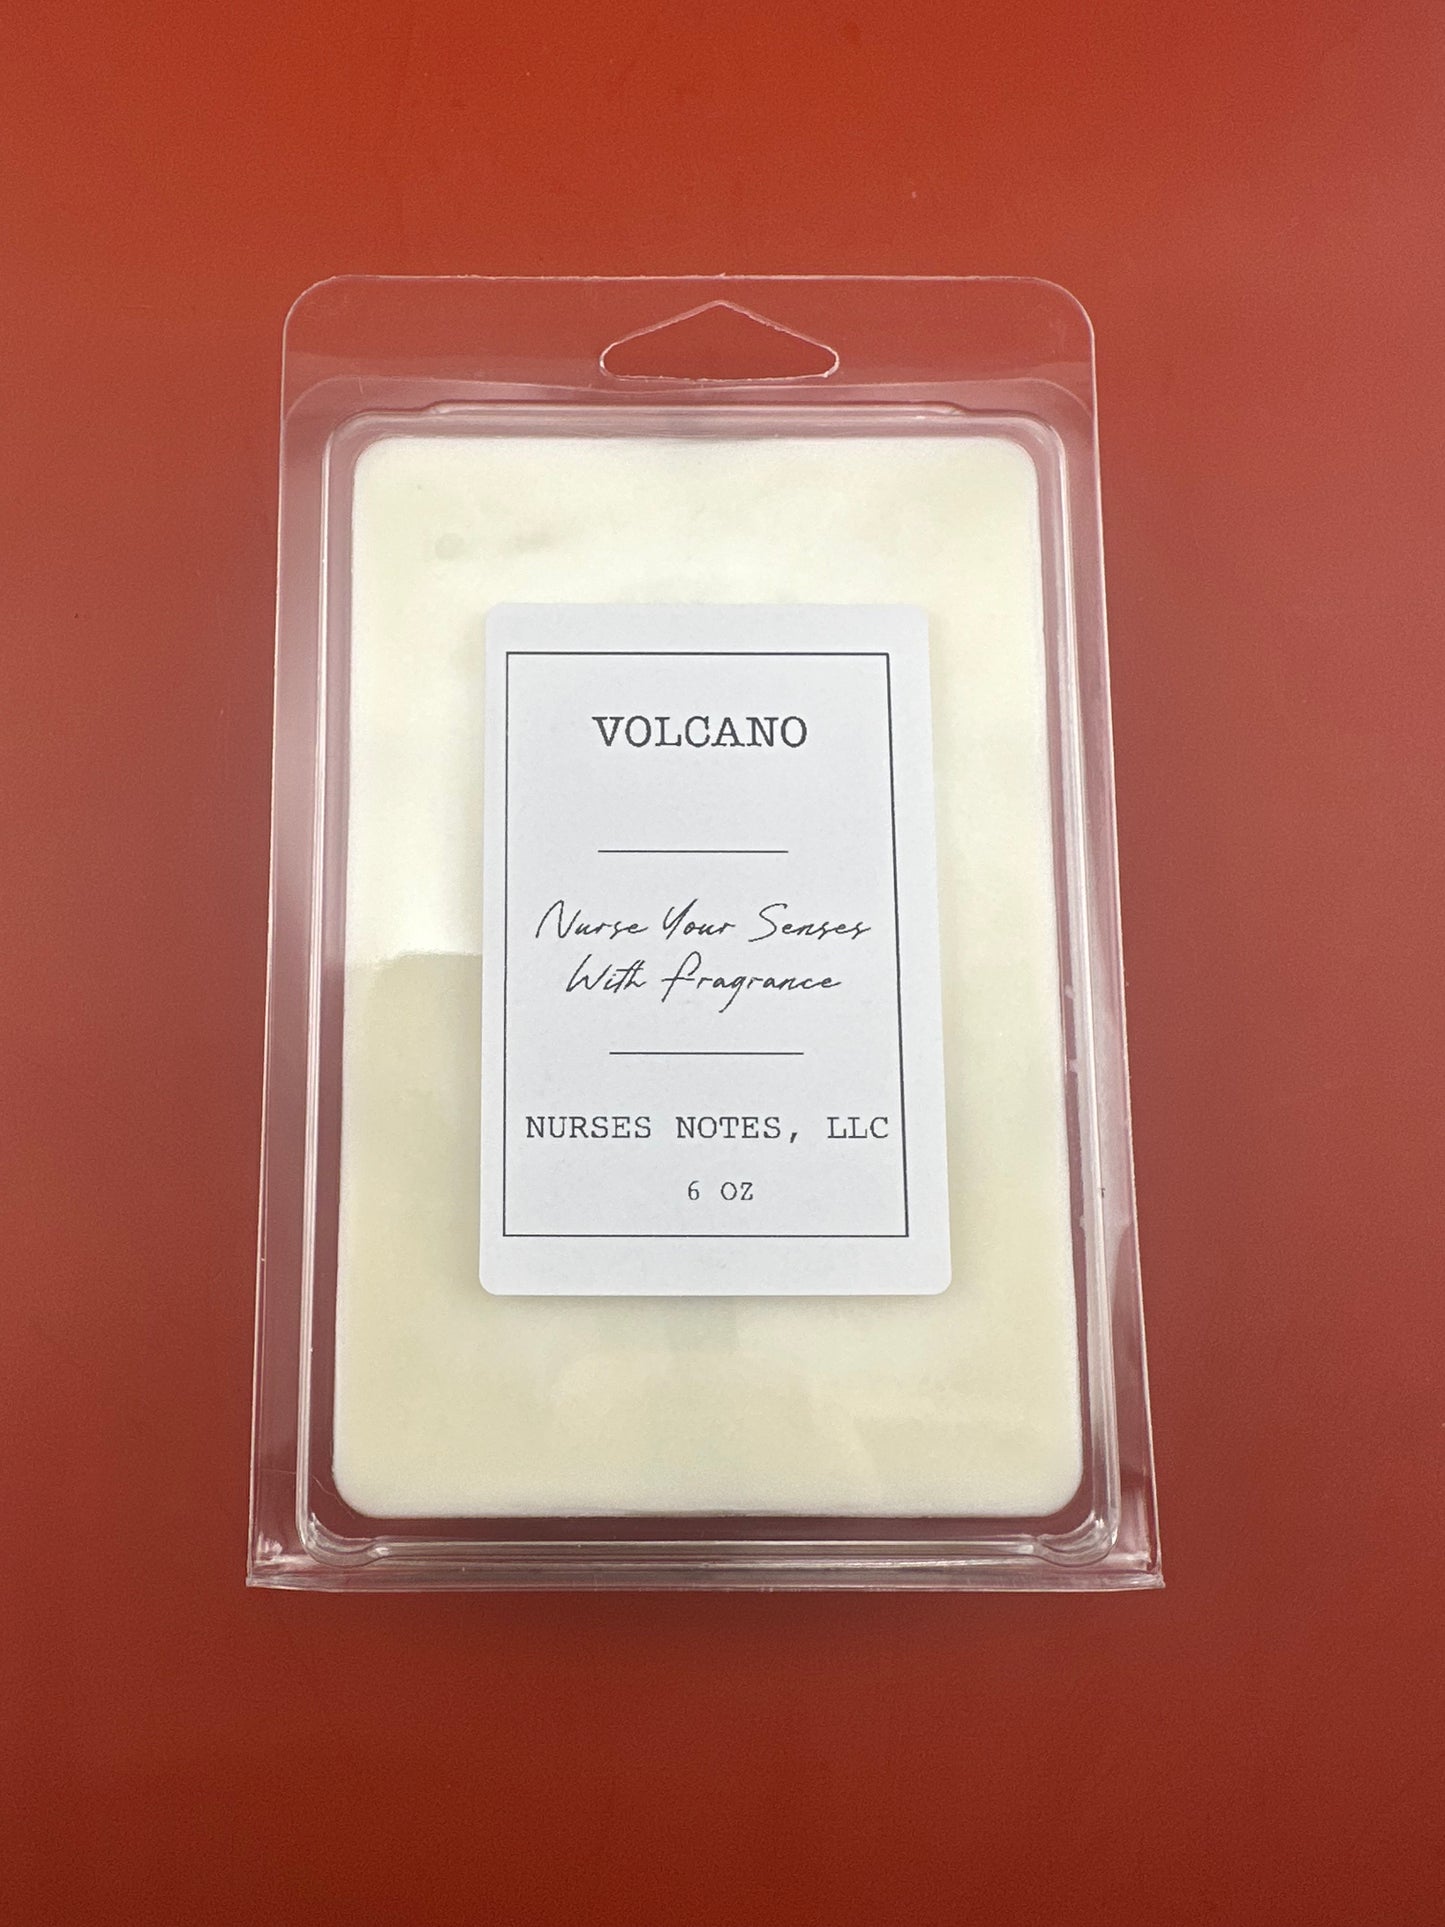 VOLCANO
Nurse Your Senses
With fragrance
NURSES NOTES, LLC
6 OZ